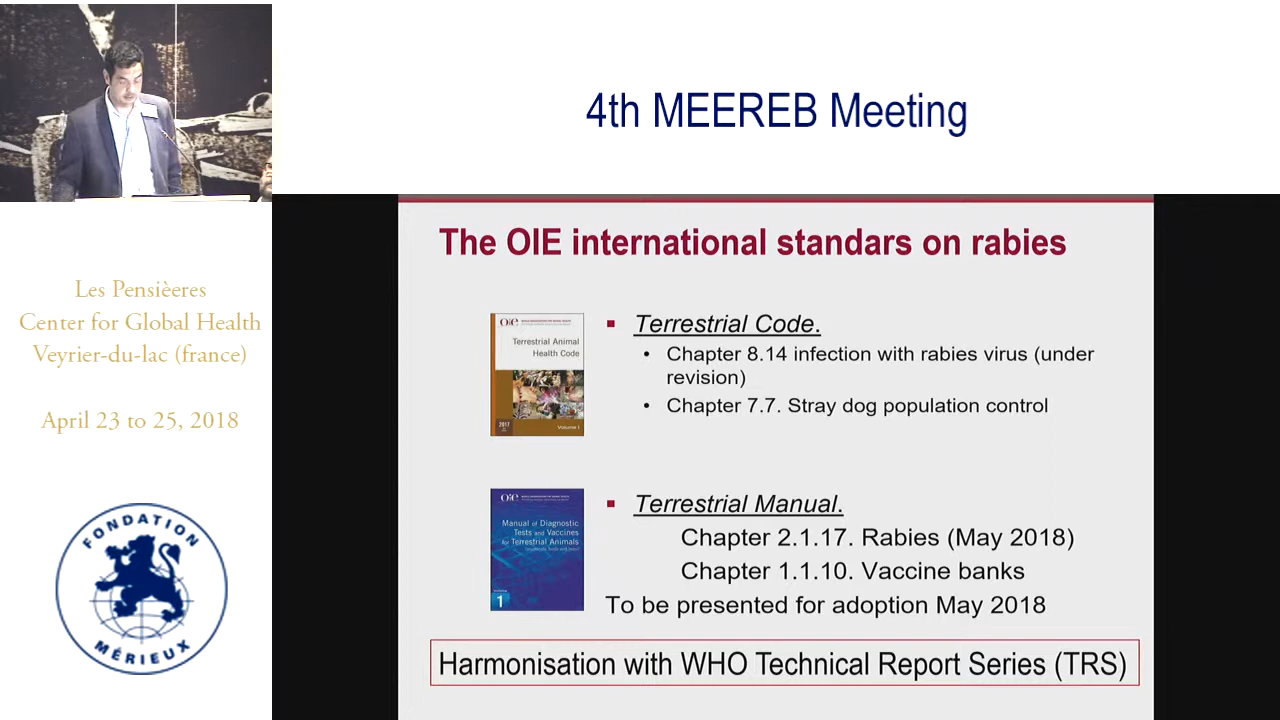 4th MEEREB Meeting
Les Pensièeres
Center for Global Health
Veyrier-du-lac (france)
April 23 to 25, 2018
FONDATION
MÉRIEUX
The OIE international standars on rabies
Oie
Terrestrial Animal
Health Code
2017
Volume I
▪ Terrestrial Code.
• Chapter 8.14 infection with rabies virus (under
revision)
• Chapter 7.7. Stray dog population control
Oie
Manual of Diagnostic
Tests and Vaccines
for Terrestrial Animals
1
▪ Terrestrial Manual.
Chapter 2.1.17. Rabies (May 2018)
Chapter 1.1.10. Vaccine banks
To be presented for adoption May 2018
Harmonisation with WHO Technical Report Series (TRS)